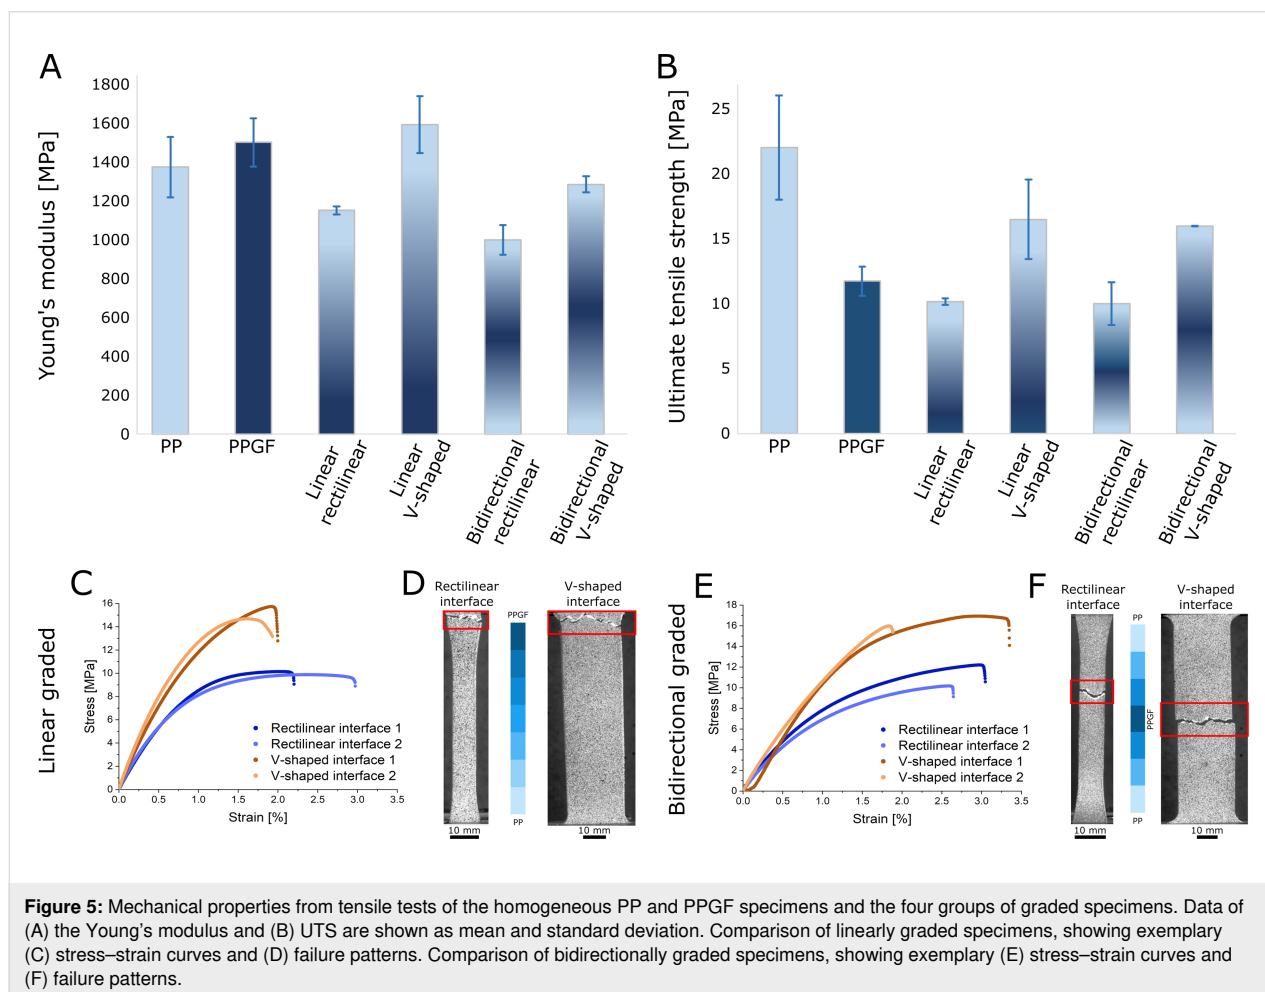 A
Young's modulus [MPa]
1800
1600
1400
1200
1000
800
600
400
200
0
PP
PPGF
Linear
rectilinear
Linear
V-shaped
Bidirectional
rectilinear
Bidirectional
V-shaped
B
Ultimate tensile strength [MPa]
25
20
15
10
5
0
PP
PPGF
Linear
rectilinear
Linear
V-shaped
Bidirectional
rectilinear
Bidirectional
V-shaped
Linear graded
C
Stress [MPa]
16
14
12
10
8
6
4
2
0
0.0 0.5 1.0 1.5 2.0 2.5 3.0 3.5
Strain [%]
Rectilinear interface 1
Rectilinear interface 2
V-shaped interface 1
V-shaped interface 2
D
Rectilinear
interface
V-shaped
interface
PPGF
PP
10 mm
10 mm
Bidirectional graded
E
Stress [MPa]
18
16
14
12
10
8
6
4
2
0
0.0 0.5 1.0 1.5 2.0 2.5 3.0 3.5
Strain [%]
Rectilinear interface 1
Rectilinear interface 2
V-shaped interface 1
V-shaped interface 2
F
Rectilinear
interface
V-shaped
interface
PP
PPGF
PP
10 mm
10 mm
Figure 5: Mechanical properties from tensile tests of the homogeneous PP and PPGF specimens and the four groups of graded specimens. Data of
(A) the Young's modulus and (B) UTS are shown as mean and standard deviation. Comparison of linearly graded specimens, showing exemplary
(C) stress–strain curves and (D) failure patterns. Comparison of bidirectionally graded specimens, showing exemplary (E) stress–strain curves and
(F) failure patterns.